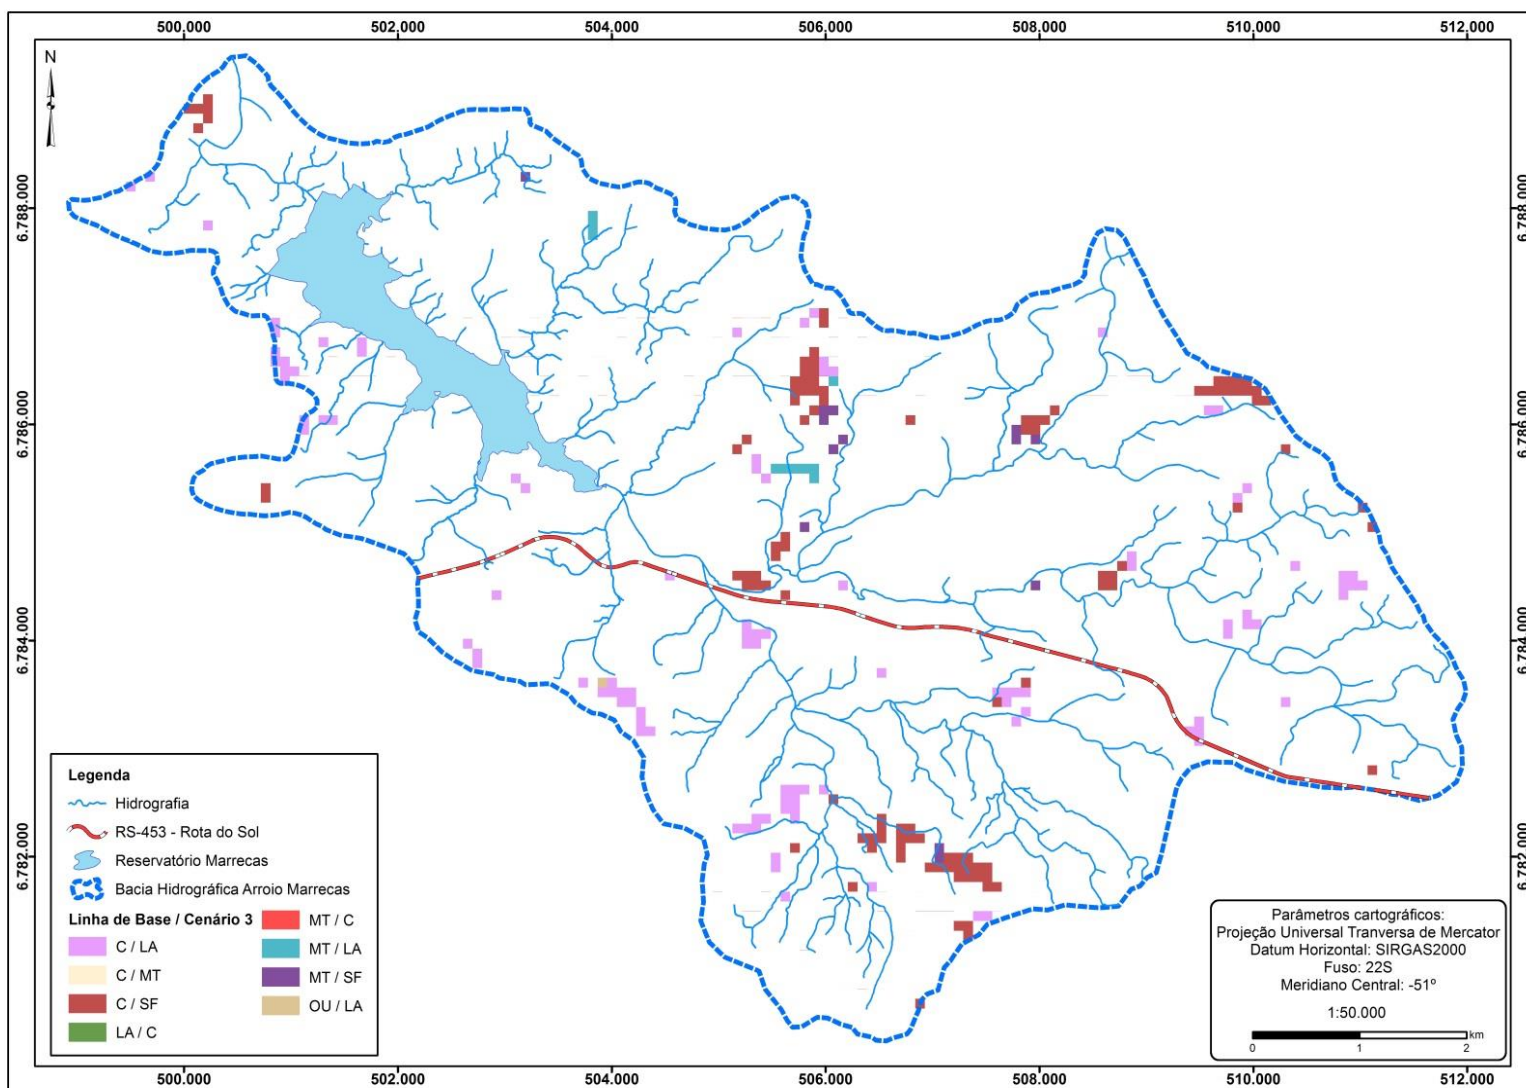 500.000 502.000 504.000 506.000 508.000 510.000 512.000
N
6.788.000 6.788.000
6.786.000 6.786.000
6.784.000 6.784.000
6.782.000 6.782.000
Legenda
Hidrografia
RS-453 - Rota do Sol
Reservatório Marrecas
Bacia Hidrográfica Arroio Marrecas
Linha de Base / Cenário 3
C / LA
C / MT
C / SF
LA / C
MT / C
MT / LA
MT / SF
OU / LA
Parâmetros cartográficos:
Projeção Universal Tranversa de Mercator
Datum Horizontal: SIRGAS2000
Fuso: 22S
Meridiano Central: -51º
1:50.000
km
0 1 2
500.000 502.000 504.000 506.000 508.000 510.000 512.000